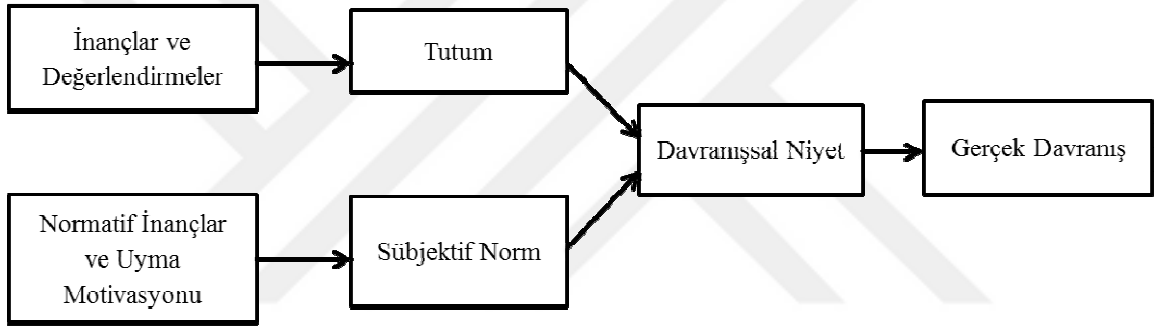 İnançlar ve
Değerlendirmeler
Tutum
Davranışsal Niyet
Gerçek Davranış
Normatif İnançlar
ve Uyma
Motivasyonu
Sübjektif Norm